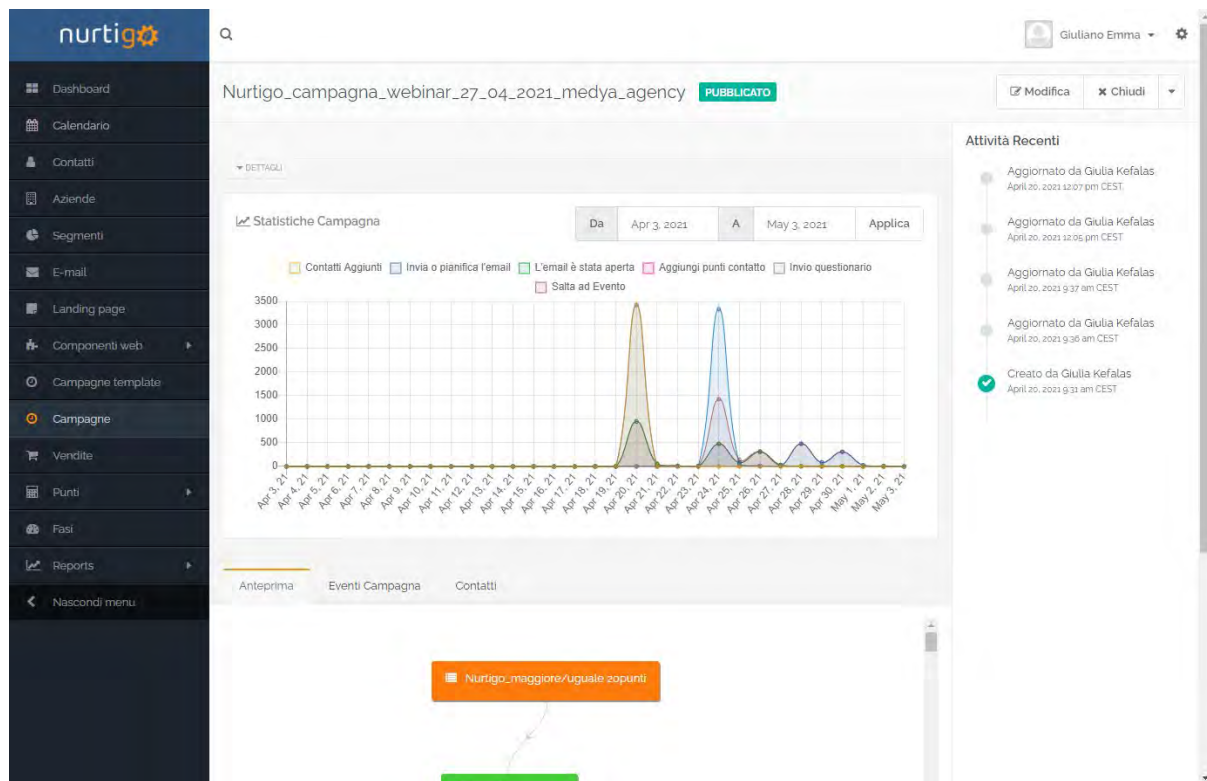 nurtigo
Giuliano Emma
Dashboard
Calendario
Contatti
Aziende
Segmenti
E-mail
Landing page
Componenti web
Campagne template
Campagne
Vendite
Punti
Fasi
Reports
Nascondi menu
Nurtigo_campagna_webinar_27_04_2021_medya_agency PUBBLICATO
Modifica Chiudi
DETTAGLI
Statistiche Campagna
Da Apr 3, 2021 A May 3, 2021 Applica
Contatti Aggiunti Invia o pianifica l'email L'email è stata aperta Aggiungi punti contatto Invio questionario
Salta ad Evento
3500
3000
2500
2000
1500
1000
500
0
Apr 3, 21 Apr 4, 21 Apr 5, 21 Apr 6, 21 Apr 7, 21 Apr 8, 21 Apr 9, 21 Apr 10, 21 Apr 11, 21 Apr 12, 21 Apr 13, 21 Apr 14, 21 Apr 15, 21 Apr 16, 21 Apr 17, 21 Apr 18, 21 Apr 19, 21 Apr 20, 21 Apr 21, 21 Apr 22, 21 Apr 23, 21 Apr 24, 21 Apr 25, 21 Apr 26, 21 Apr 27, 21 Apr 28, 21 Apr 29, 21 Apr 30, 21 May 1, 21 May 2, 21 May 3, 21
Anteprima Eventi Campagna Contatti
Nurtigo_maggiore/uguale 20punti
Attività Recenti
Aggiornato da Giulia Kefalas
April 20, 2021 12:07 pm CEST
Aggiornato da Giulia Kefalas
April 20, 2021 12:05 pm CEST
Aggiornato da Giulia Kefalas
April 20, 2021 9:37 am CEST
Aggiornato da Giulia Kefalas
April 20, 2021 9:36 am CEST
Creato da Giulia Kefalas
April 20, 2021 9:31 am CEST